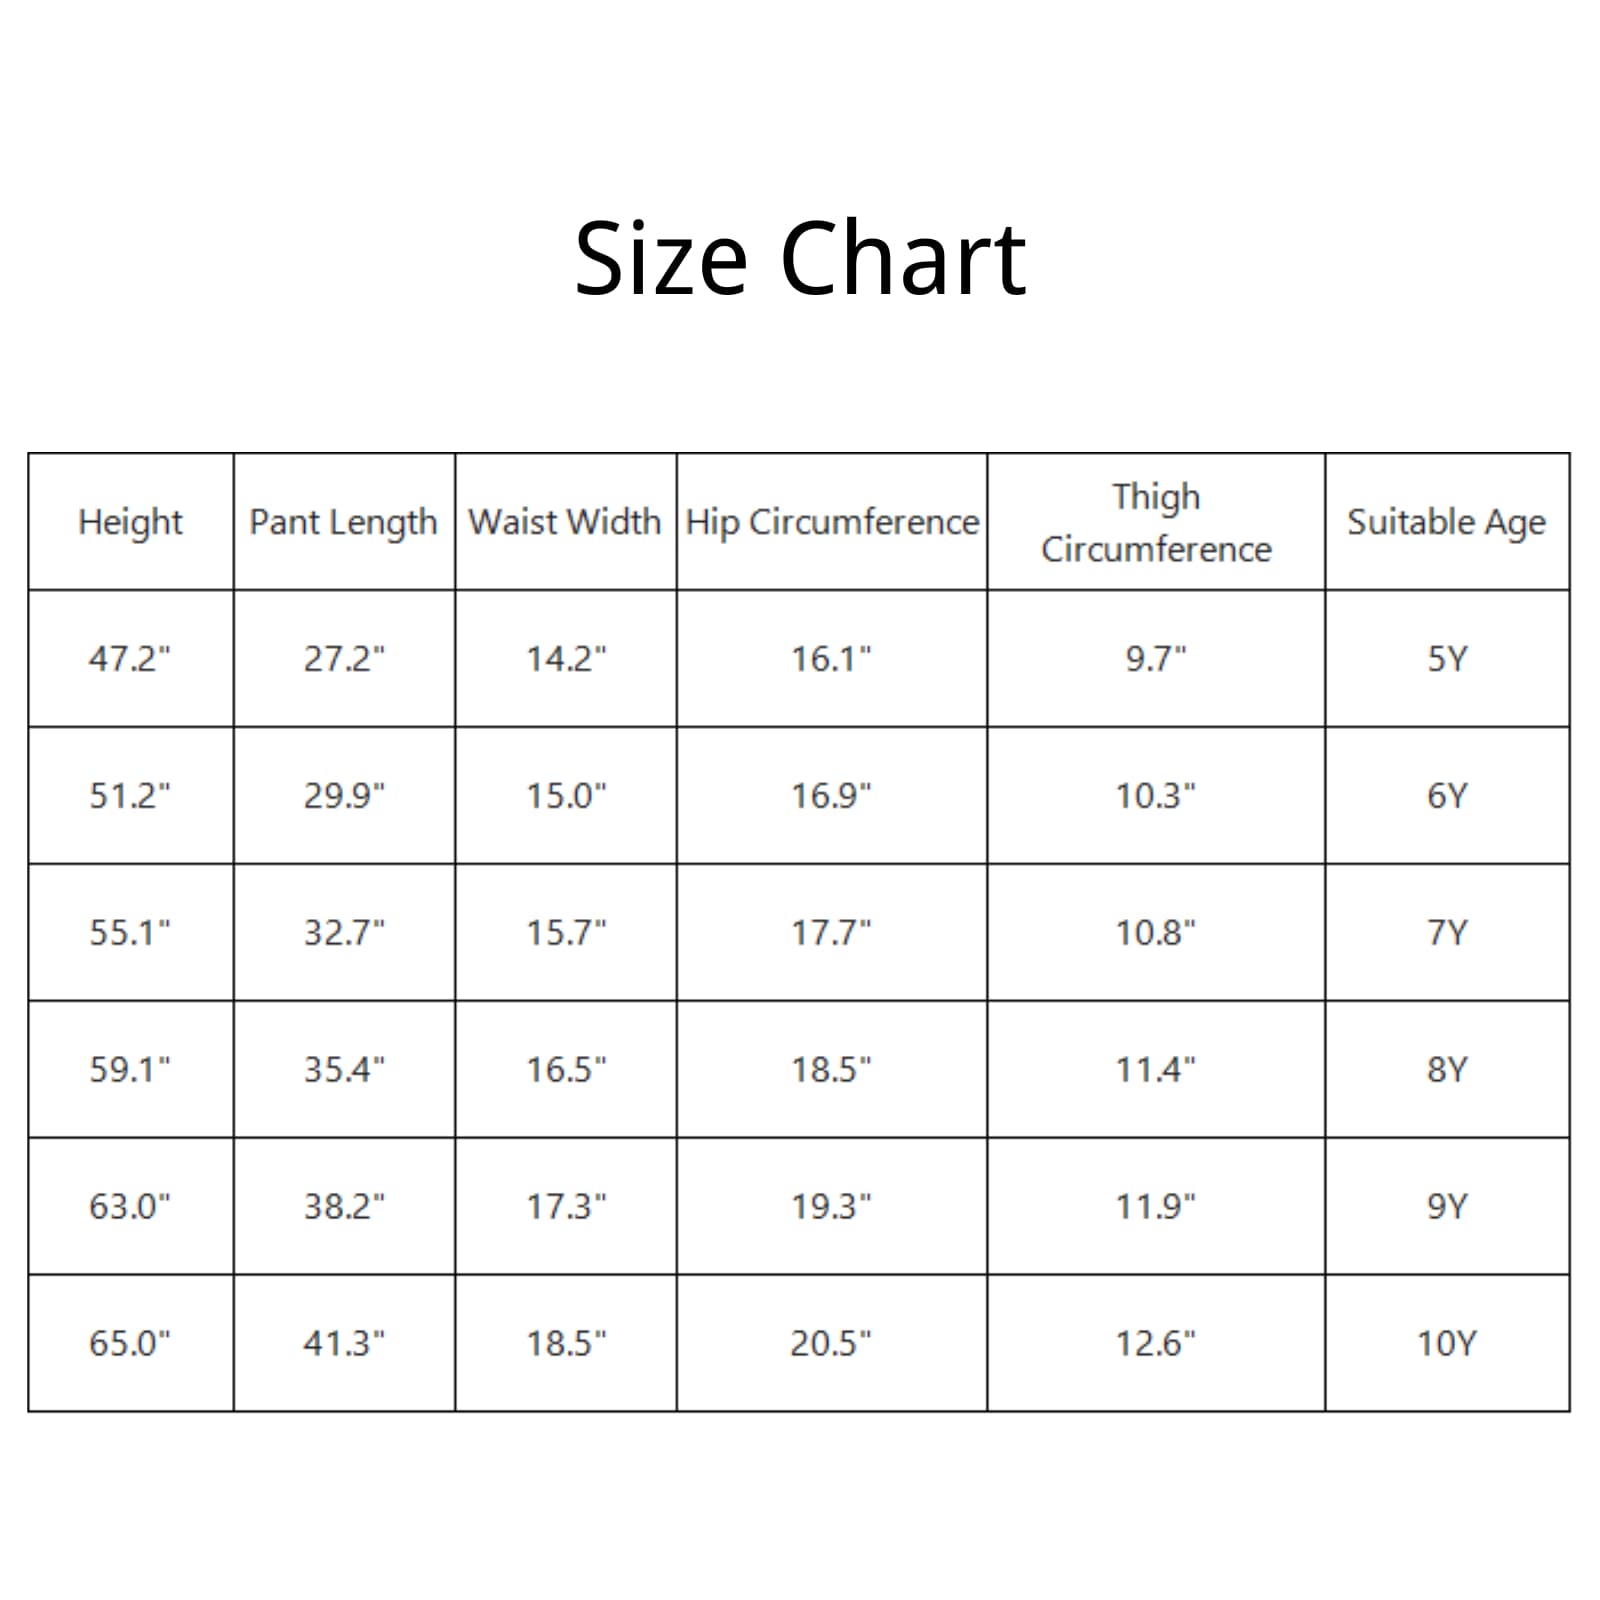 Size Chart
Height Pant Length Waist Width Hip Circumference Thigh Circumference Suitable Age
47.2" 27.2" 14.2" 16.1" 9.7" 5Y
51.2" 29.9" 15.0" 16.9" 10.3" 6Y
55.1" 32.7" 15.7" 17.7" 10.8" 7Y
59.1" 35.4" 16.5" 18.5" 11.4" 8Y
63.0" 38.2" 17.3" 19.3" 11.9" 9Y
65.0" 41.3" 18.5" 20.5" 12.6" 10Y